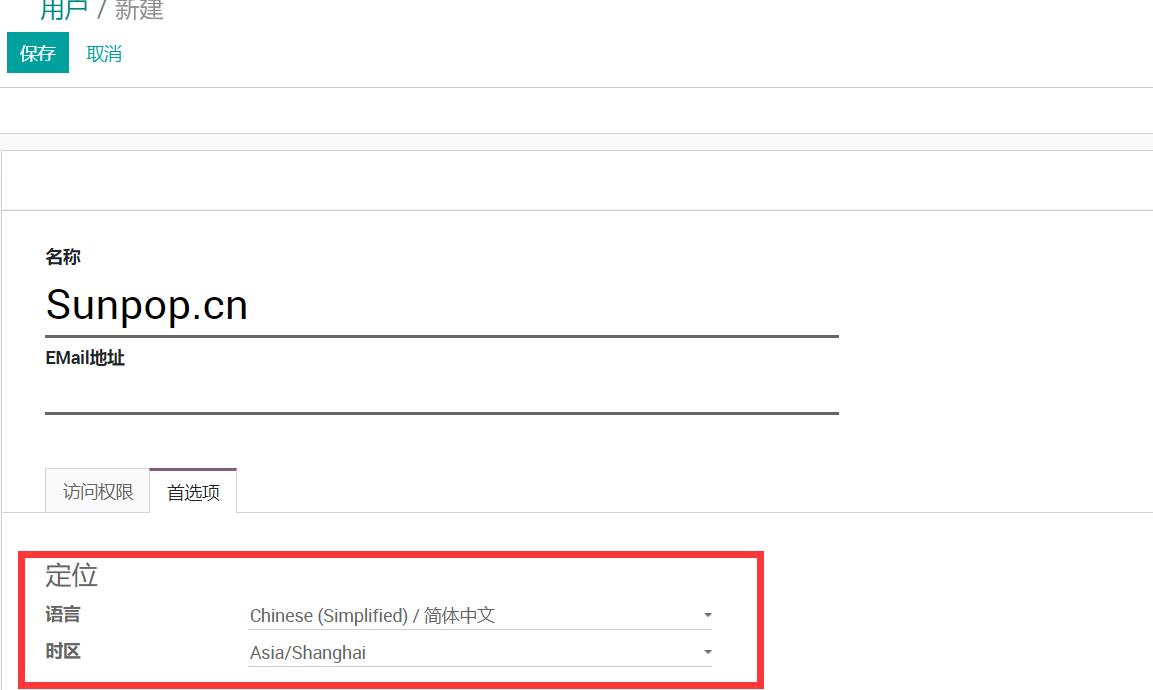 用户 / 新建
保存 取消
名称
Sunpop.cn
EMail地址
访问权限 首选项
定位
语言 Chinese (Simplified) / 简体中文
时区 Asia/Shanghai